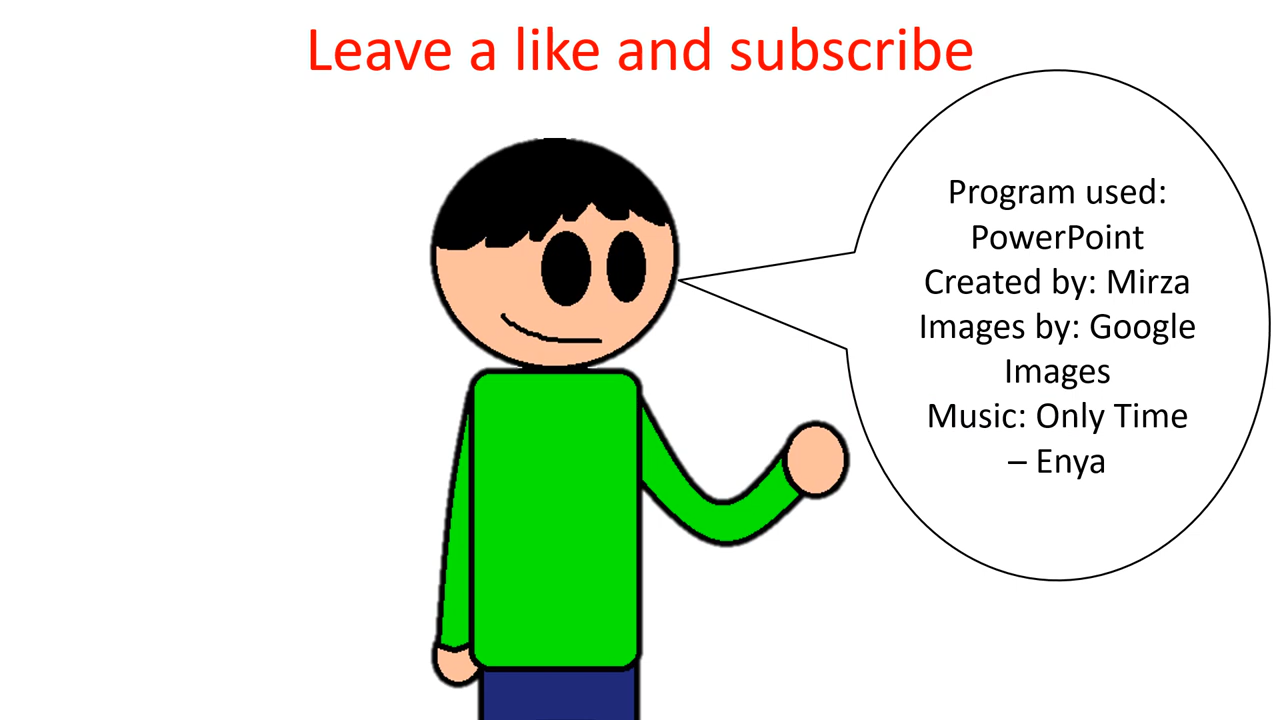 Leave a like and subscribe
Program used:
PowerPoint
Created by: Mirza
Images by: Google
Images
Music: Only Time
– Enya